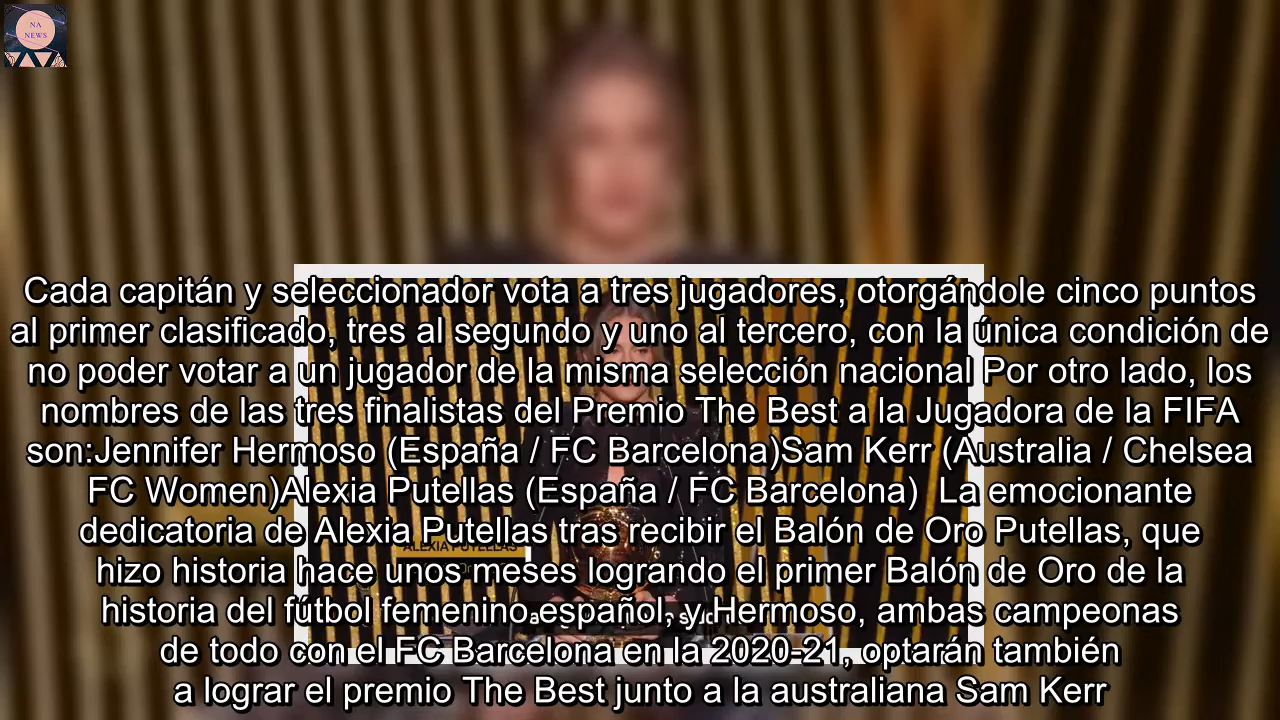 NA
NEWS
Cada capitán y seleccionador vota a tres jugadores, otorgándole cinco puntos
al primer clasificado, tres al segundo y uno al tercero, con la única condición de
no poder votar a un jugador de la misma selección nacional Por otro lado, los
nombres de las tres finalistas del Premio The Best a la Jugadora de la FIFA
son:Jennifer Hermoso (España / FC Barcelona)Sam Kerr (Australia / Chelsea
FC Women)Alexia Putellas (España / FC Barcelona)  La emocionante
dedicatoria de Alexia Putellas tras recibir el Balón de Oro Putellas, que
ALEXIA PUTELLAS
hizo historia hace unos meses logrando el primer Balón de Oro de la
historia del fútbol femenino español, y Hermoso, ambas campeonas
de todo con el FC Barcelona en la 2020-21, optarán también
a lograr el premio The Best junto a la australiana Sam Kerr